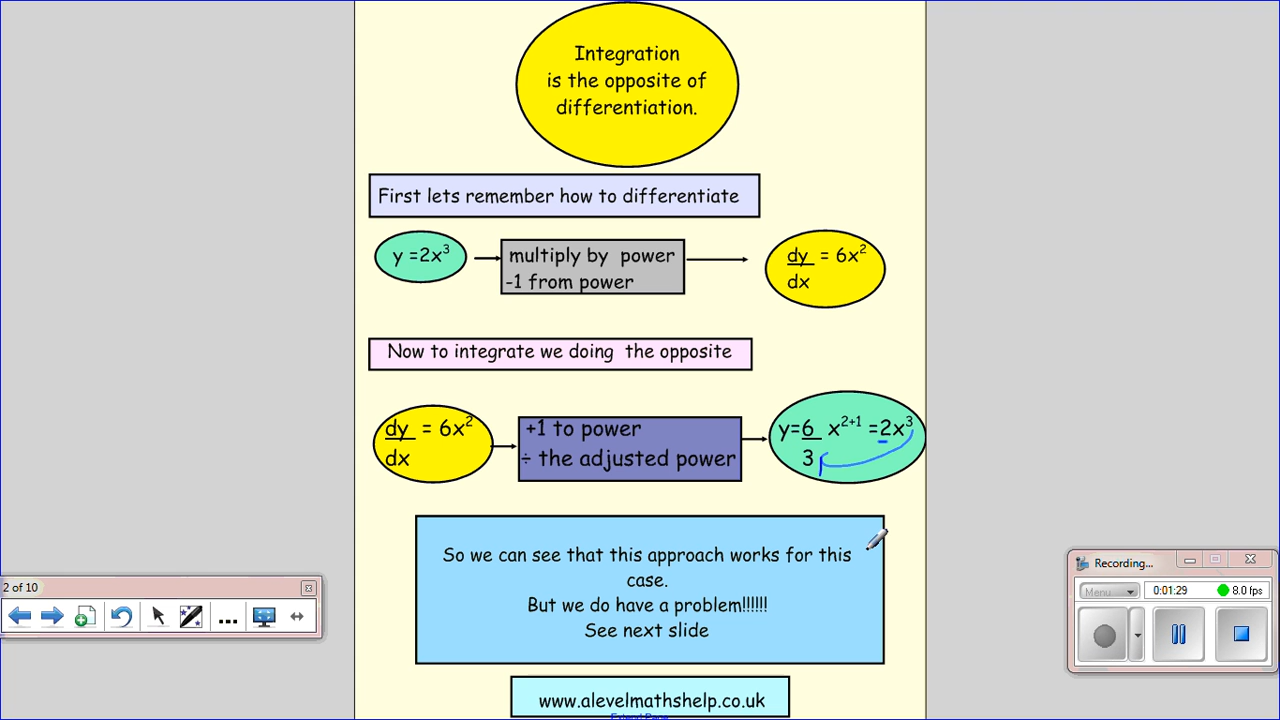 Integration
is the opposite of
differentiation.
First lets remember how to differentiate
y =2x³
multiply by power
-1 from power
dy = 6x²
dx
Now to integrate we doing the opposite
dy = 6x²
dx
+1 to power
÷ the adjusted power
y=6 x²⁺¹ =2x³
3
So we can see that this approach works for this
case.
But we do have a problem!!!!!!
See next slide
www.alevelmathshelp.co.uk
Extend Page
2 of 10
Recording...
Menu
0:01:29
8.0 fps